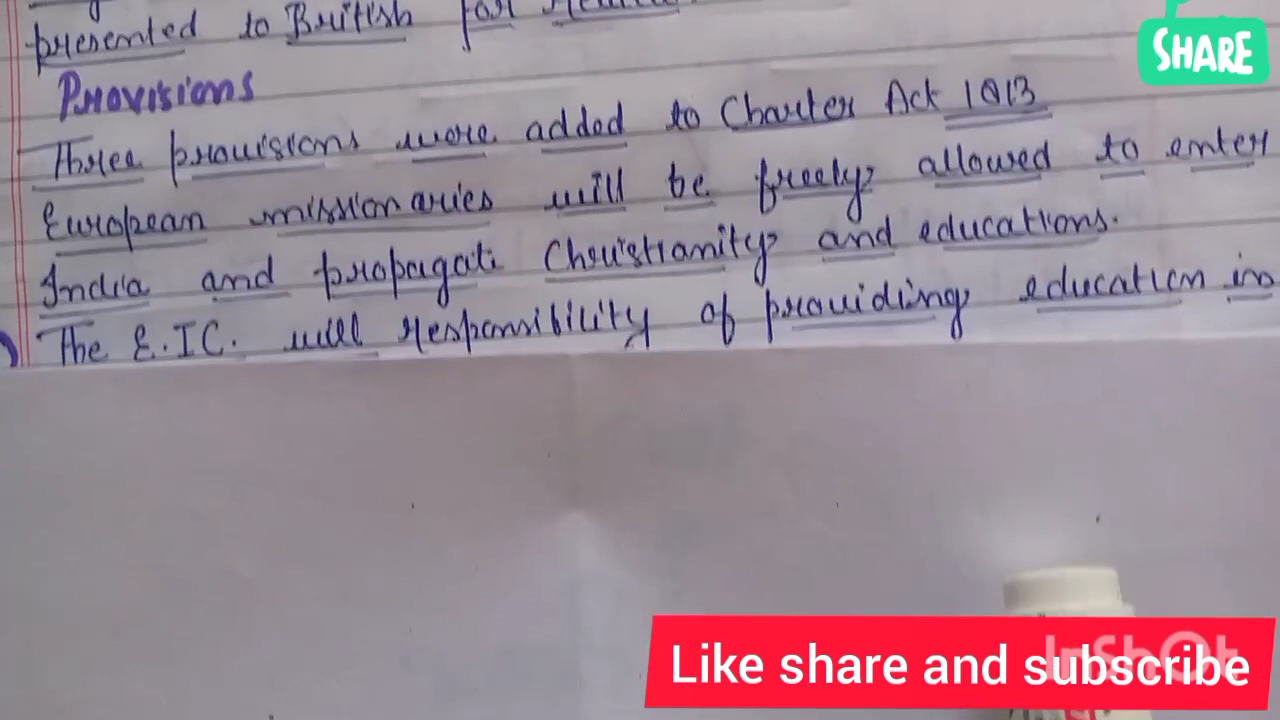 presented to British for
SHARE
Provisions
Three provisions were added to Charter Act 1813
European missionaries will be freely allowed to enter
India and propagati Christianity and educations.
The E.IC. will responsibility of providing education in
Like share and subscribe
InShOt